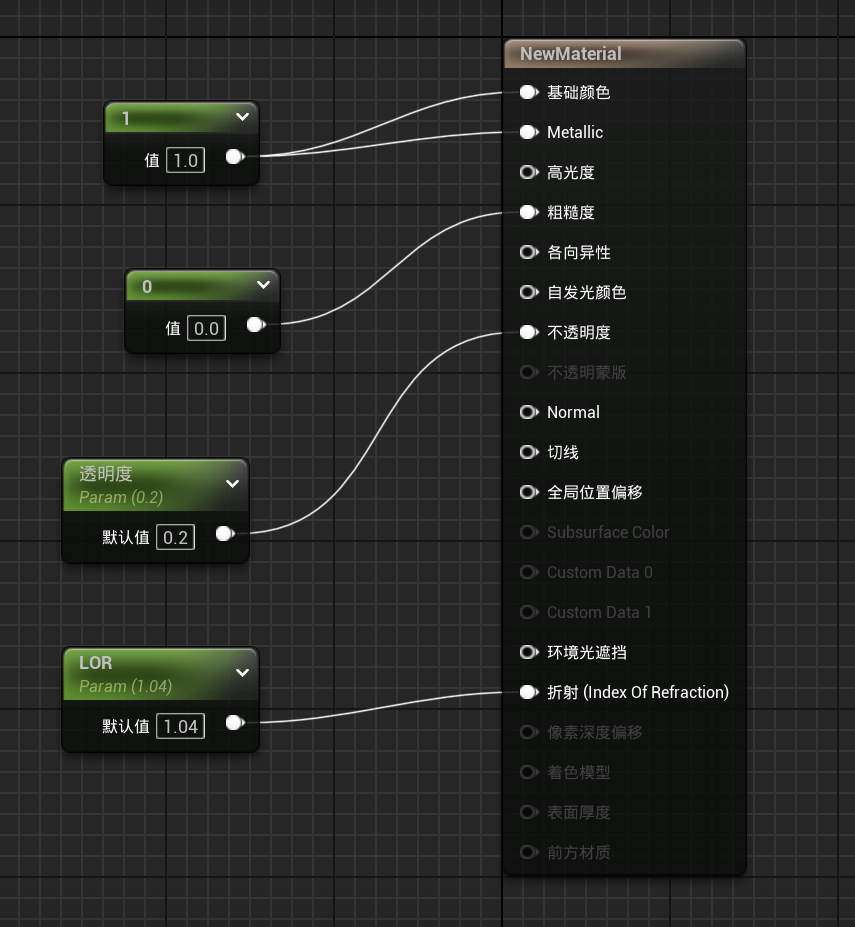 1
值 1.0
0
值 0.0
透明度
Param (0.2)
默认值 0.2
LOR
Param (1.04)
默认值 1.04
NewMaterial
基础颜色
Metallic
高光度
粗糙度
各向异性
自发光颜色
不透明度
不透明蒙版
Normal
切线
全局位置偏移
Subsurface Color
Custom Data 0
Custom Data 1
环境光遮挡
折射 (Index Of Refraction)
像素深度偏移
着色模型
表面厚度
前方材质